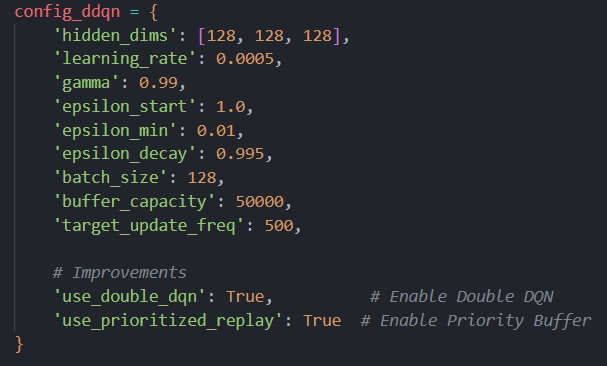 config_ddqn = {
    'hidden_dims': [128, 128, 128],
    'learning_rate': 0.0005,
    'gamma': 0.99,
    'epsilon_start': 1.0,
    'epsilon_min': 0.01,
    'epsilon_decay': 0.995,
    'batch_size': 128,
    'buffer_capacity': 50000,
    'target_update_freq': 500,

    # Improvements
    'use_double_dqn': True,          # Enable Double DQN
    'use_prioritized_replay': True  # Enable Priority Buffer
}